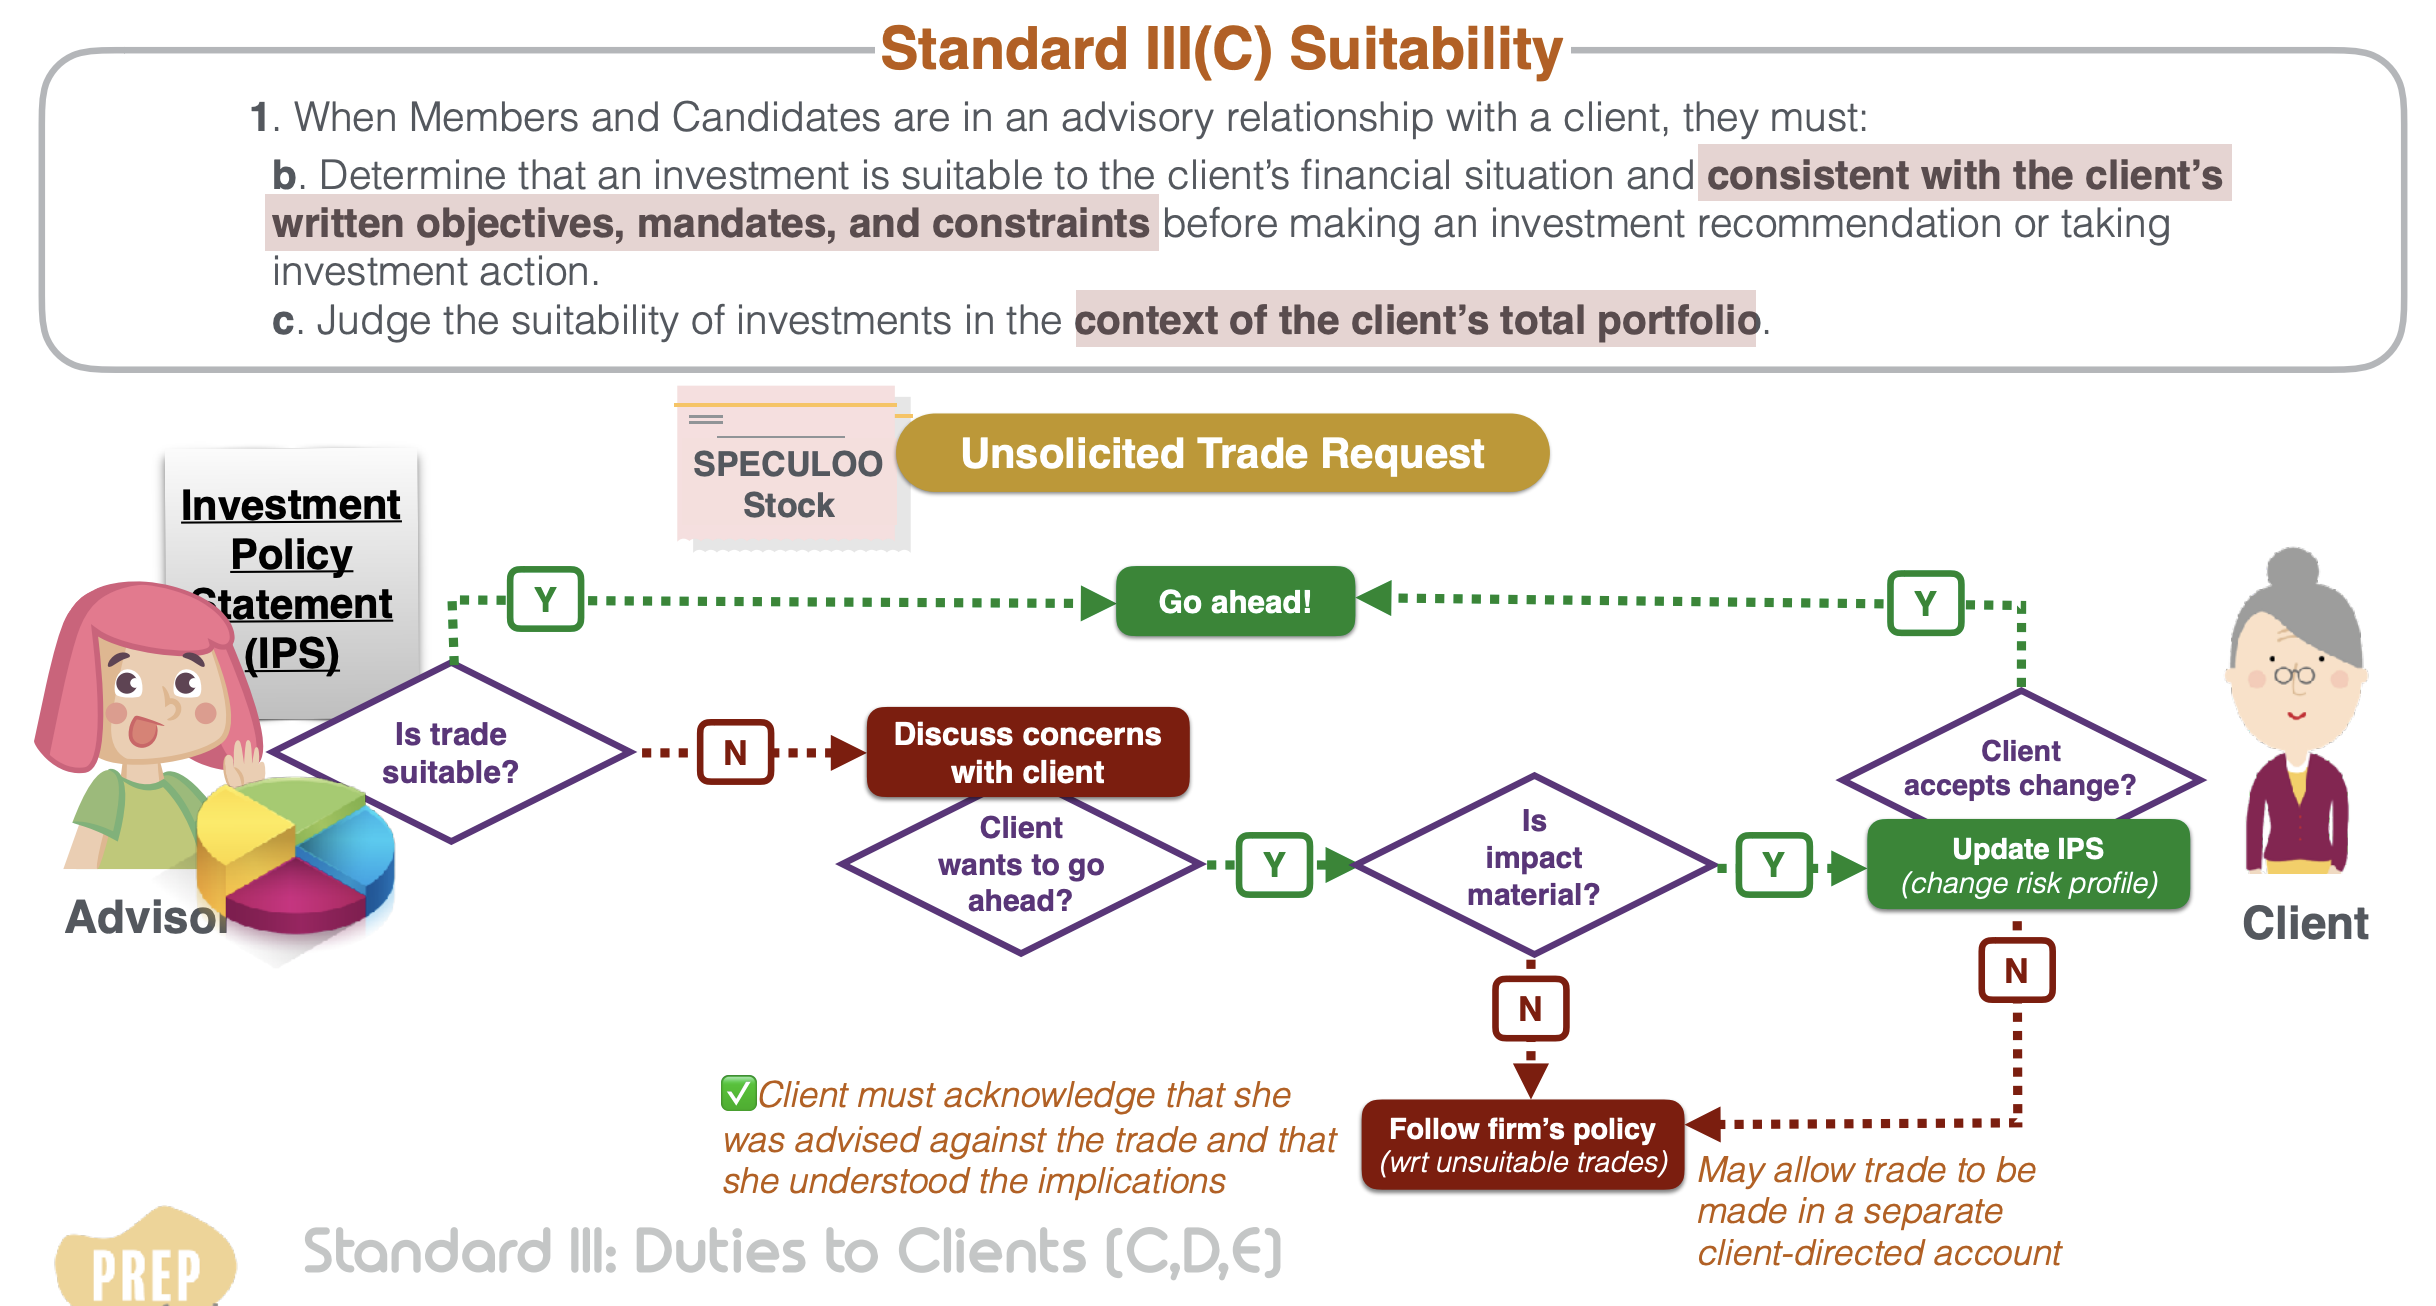 Standard III(C) Suitability
1. When Members and Candidates are in an advisory relationship with a client, they must:
b. Determine that an investment is suitable to the client’s financial situation and consistent with the client’s
written objectives, mandates, and constraints before making an investment recommendation or taking
investment action.
c. Judge the suitability of investments in the context of the client’s total portfolio.
SPECULOO
Stock
Unsolicited Trade Request
Investment
Policy
Statement
(IPS)
Y
Go ahead!
Y
Is trade
suitable?
N
Discuss concerns
with client
Client
wants to go
ahead?
Y
Is
impact
material?
Y
Client
accepts change?
Update IPS
(change risk profile)
Advisor
Client
N
N
✅Client must acknowledge that she
was advised against the trade and that
she understood the implications
Follow firm’s policy
(wrt unsuitable trades)
May allow trade to be
made in a separate
client-directed account
PREP
Standard III: Duties to Clients (C,D,E)